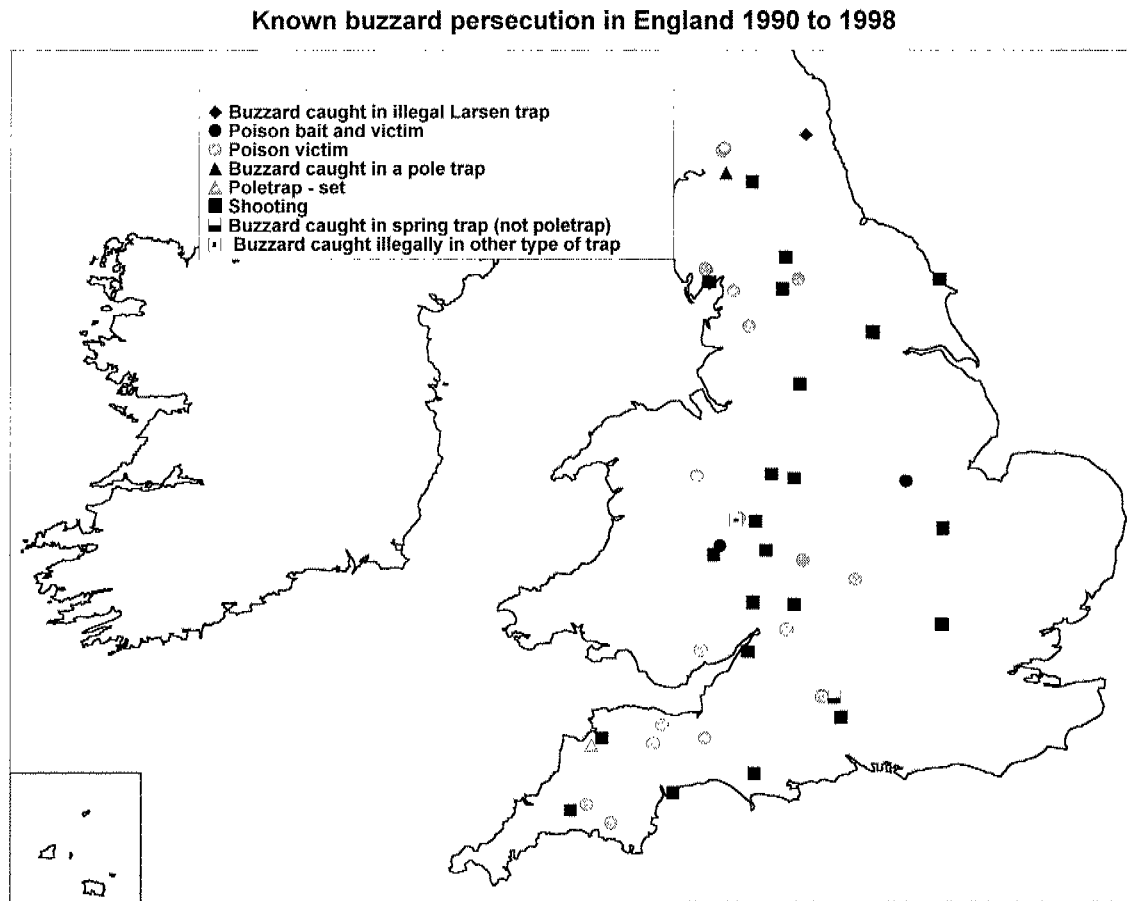 Known buzzard persecution in England 1990 to 1998
Buzzard caught in illegal Larsen trap
Poison bait and victim
Poison victim
Buzzard caught in a pole trap
Poletrap - set
Shooting
Buzzard caught in spring trap (not poletrap)
Buzzard caught illegally in other type of trap